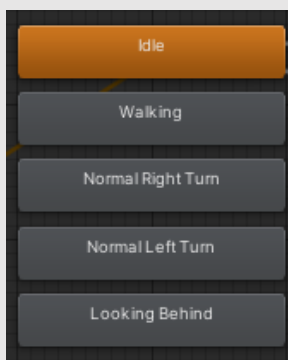 Idle
Walking
Normal Right Turn
Normal Left Turn
Looking Behind